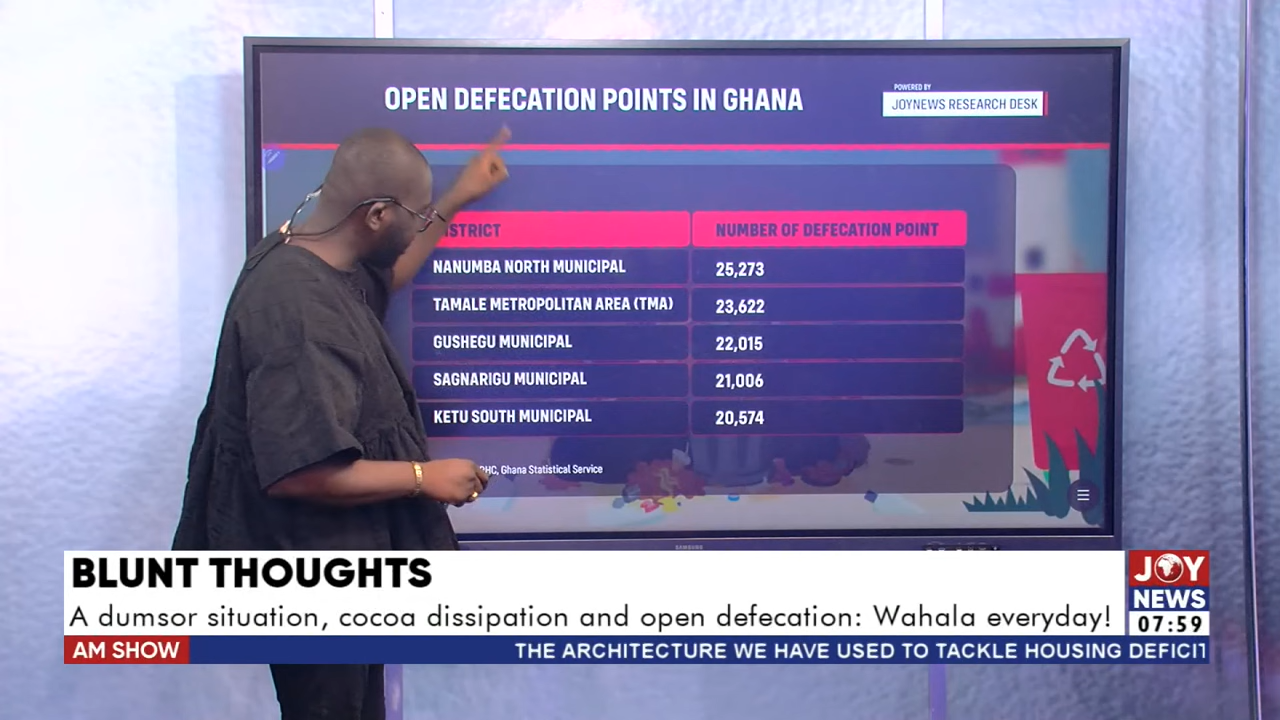 OPEN DEFECATION POINTS IN GHANA
POWERED BY
JOYNEWS RESEARCH DESK
ISTRICT NUMBER OF DEFECATION POINT
NANUMBA NORTH MUNICIPAL 25,273
TAMALE METROPOLITAN AREA (TMA) 23,622
GUSHEGU MUNICIPAL 22,015
SAGNARIGU MUNICIPAL 21,006
KETU SOUTH MUNICIPAL 20,574
PHC, Ghana Statistical Service
SAMSUNG
BLUNT THOUGHTS
A dumsor situation, cocoa dissipation and open defecation: Wahala everyday!
JOY
NEWS
07:59
AM SHOW
THE ARCHITECTURE WE HAVE USED TO TACKLE HOUSING DEFICIT